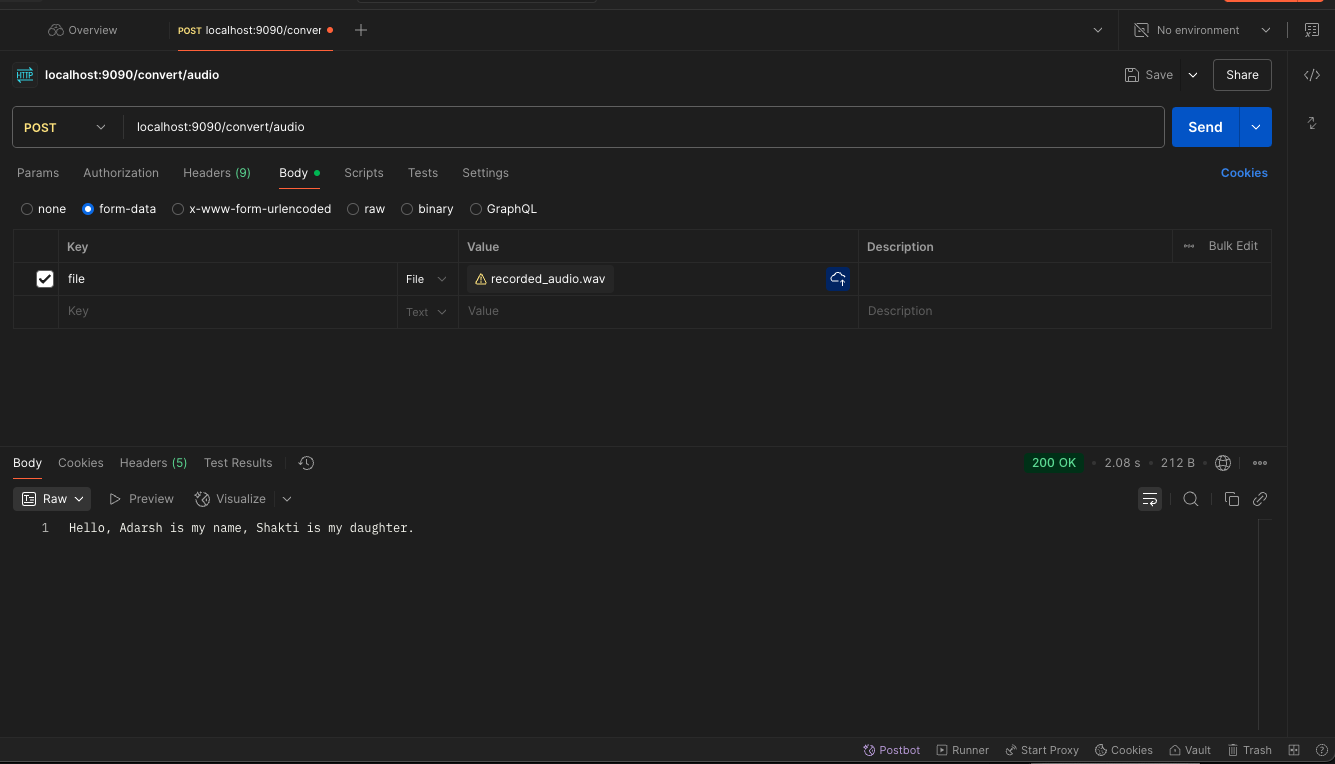 Overview
POST localhost:9090/conver
No environment
HTTP localhost:9090/convert/audio
Save
Share
POST
localhost:9090/convert/audio
Send
Params Authorization Headers (9) Body Scripts Tests Settings
Cookies
none form-data x-www-form-urlencoded raw binary GraphQL
Key Value Description Bulk Edit
file File recorded_audio.wav
Key Text Value Description
Body Cookies Headers (5) Test Results
200 OK 2.08 s 212 B
Raw Preview Visualize
1 Hello, Adarsh is my name, Shakti is my daughter.
Postbot Runner Start Proxy Cookies Vault Trash